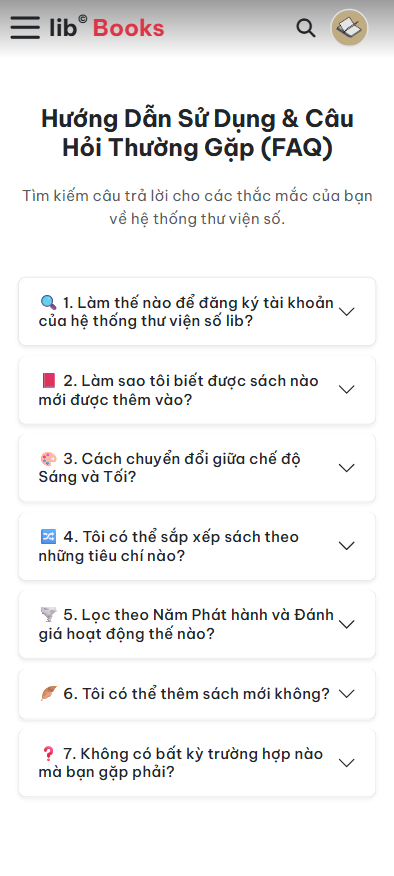 lib© Books
Hướng Dẫn Sử Dụng & Câu
Hỏi Thường Gặp (FAQ)
Tìm kiếm câu trả lời cho các thắc mắc của bạn
về hệ thống thư viện số.
1. Làm thế nào để đăng ký tài khoản
của hệ thống thư viện số lib?
2. Làm sao tôi biết được sách nào
mới được thêm vào?
3. Cách chuyển đổi giữa chế độ
Sáng và Tối?
4. Tôi có thể sắp xếp sách theo
những tiêu chí nào?
5. Lọc theo Năm Phát hành và Đánh
giá hoạt động thế nào?
6. Tôi có thể thêm sách mới không?
7. Không có bất kỳ trường hợp nào
mà bạn gặp phải?